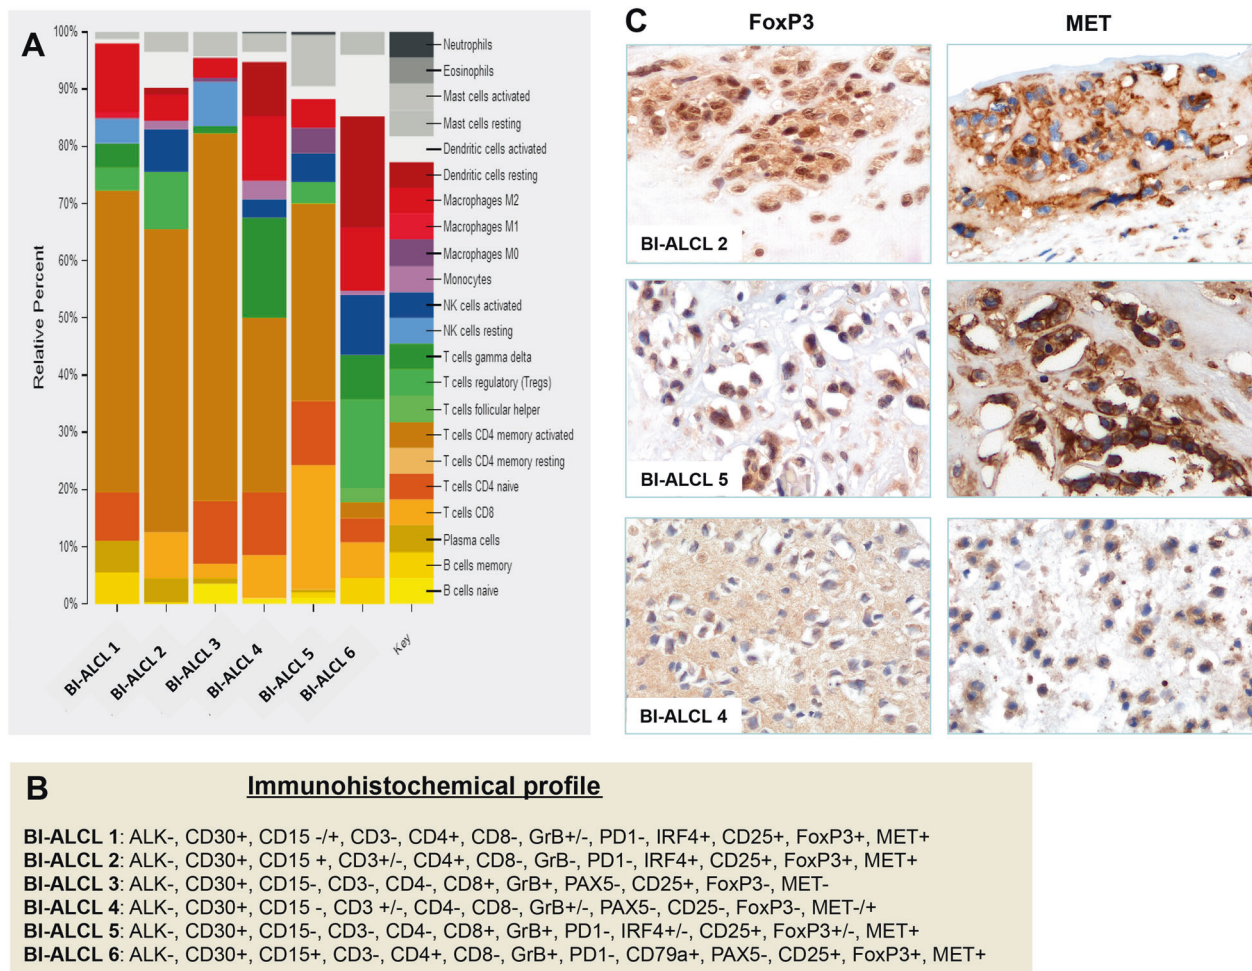 A
100%
90%
80%
70%
60%
50%
40%
30%
20%
10%
0%
Relative Percent
BI-ALCL 1
BI-ALCL 2
BI-ALCL 3
BI-ALCL 4
BI-ALCL 5
BI-ALCL 6
Key
Neutrophils
Eosinophils
Mast cells activated
Mast cells resting
Dendritic cells activated
Dendritic cells resting
Macrophages M2
Macrophages M1
Macrophages M0
Monocytes
NK cells activated
NK cells resting
T cells gamma delta
T cells regulatory (Tregs)
T cells follicular helper
T cells CD4 memory activated
T cells CD4 memory resting
T cells CD4 naive
T cells CD8
Plasma cells
B cells memory
B cells naive
C
FoxP3
MET
BI-ALCL 2
BI-ALCL 5
BI-ALCL 4
B
Immunohistochemical profile
BI-ALCL 1: ALK-, CD30+, CD15 -/+, CD3-, CD4+, CD8-, GrB+/-, PD1-, IRF4+, CD25+, FoxP3+, MET+
BI-ALCL 2: ALK-, CD30+, CD15 +, CD3+/-, CD4+, CD8-, GrB-, PD1-, IRF4+, CD25+, FoxP3+, MET+
BI-ALCL 3: ALK-, CD30+, CD15-, CD3-, CD4-, CD8+, GrB+, PAX5-, CD25+, FoxP3-, MET-
BI-ALCL 4: ALK-, CD30+, CD15 -, CD3 +/-, CD4-, CD8-, GrB+/-, PAX5-, CD25-, FoxP3-, MET-/+
BI-ALCL 5: ALK-, CD30+, CD15-, CD3-, CD4-, CD8+, GrB+, PD1-, IRF4+/-, CD25+, FoxP3+/-, MET+
BI-ALCL 6: ALK-, CD30+, CD15+, CD3-, CD4+, CD8-, GrB+, PD1-, CD79a+, PAX5-, CD25+, FoxP3+, MET+